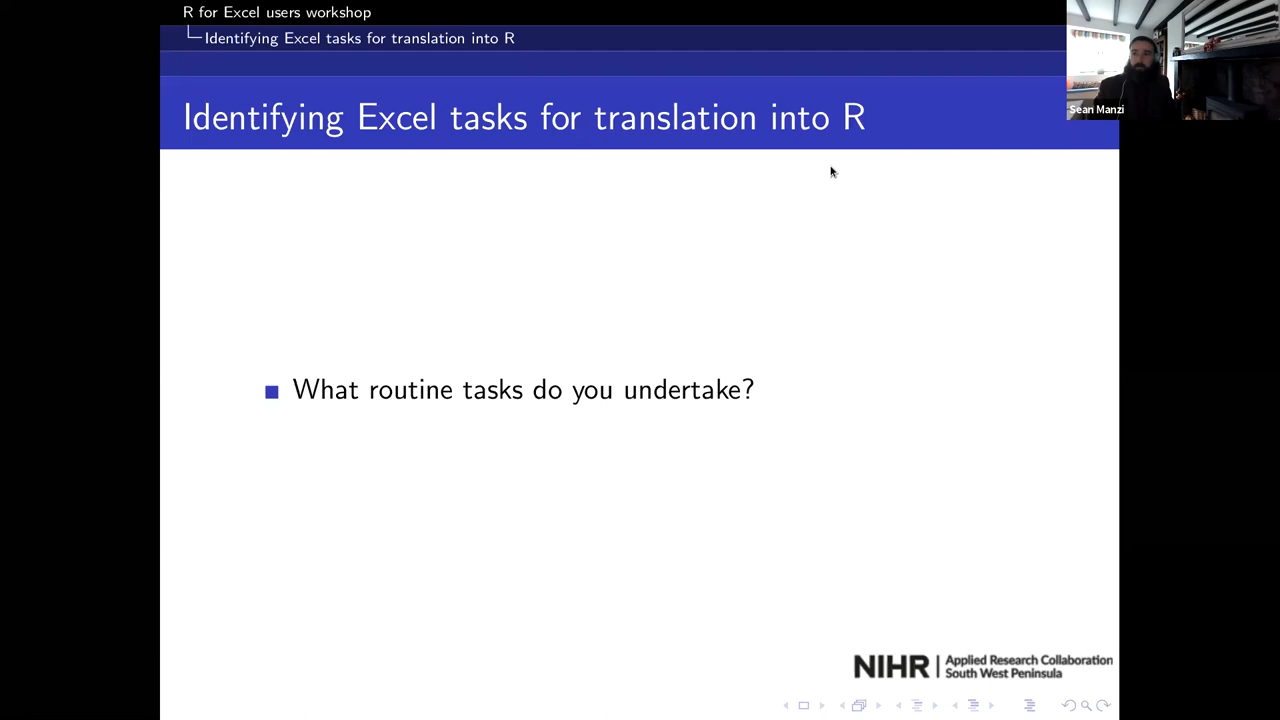 R for Excel users workshop
Identifying Excel tasks for translation into R
Sean Manzi
Identifying Excel tasks for translation into R
What routine tasks do you undertake?
NIHR | Applied Research Collaboration
South West Peninsula